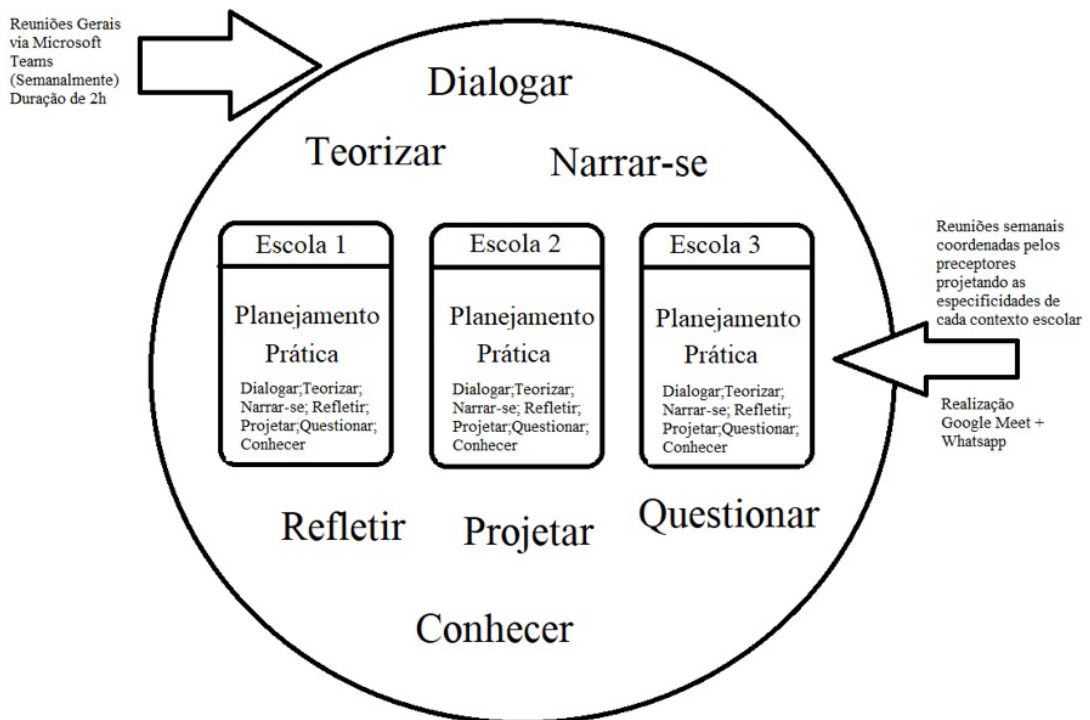 Reuniões Gerais
via Microsoft
Teams
(Semanalmente)
Duração de 2h
Dialogar
Teorizar
Narrar-se
Escola 1
Planejamento
Prática
Dialogar;Teorizar;
Narrar-se; Refletir;
Projetar;Questionar;
Conhecer
Escola 2
Planejamento
Prática
Dialogar;Teorizar;
Narrar-se; Refletir;
Projetar;Questionar;
Conhecer
Escola 3
Planejamento
Prática
Dialogar;Teorizar;
Narrar-se; Refletir;
Projetar;Questionar;
Conhecer
Reuniões semanais
coordenadas pelos
preceptores
projetando as
especificidades de
cada contexto escolar
Realização
Google Meet +
Whatsapp
Refletir
Projetar
Questionar
Conhecer